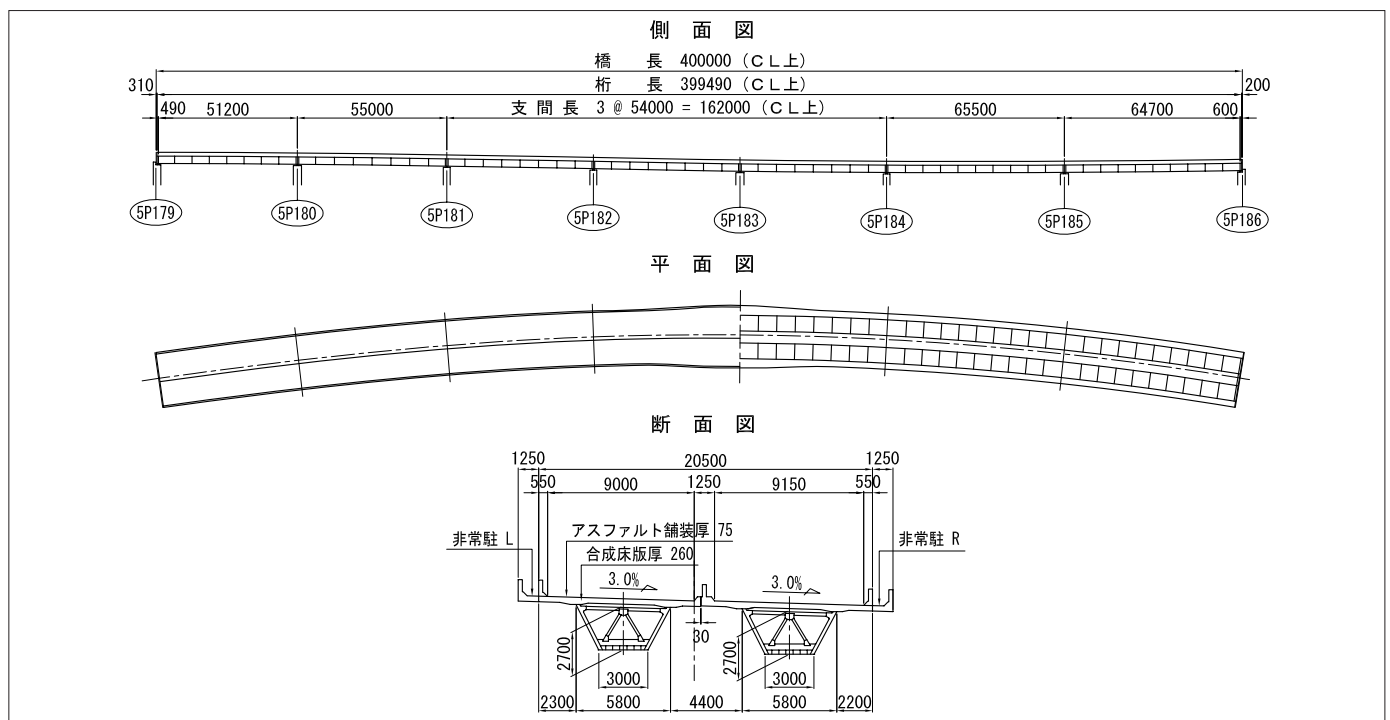 側 面 図
橋 長 400000 (ＣＬ上)
310 桁 長 399490 (ＣＬ上) 200
490 51200 55000 支 間 長 3 @ 54000 = 162000 (ＣＬ上) 65500 64700 600
5P179 5P180 5P181 5P182 5P183 5P184 5P185 5P186
平 面 図
断 面 図
1250 20500 1250
550 9000 1250 9150 550
アスファルト舗装厚 75
非常駐 L 非常駐 R
合成床版厚 260
3.0% 3.0%
30
2700 2700
3000 3000
2300 5800 4400 5800 2200